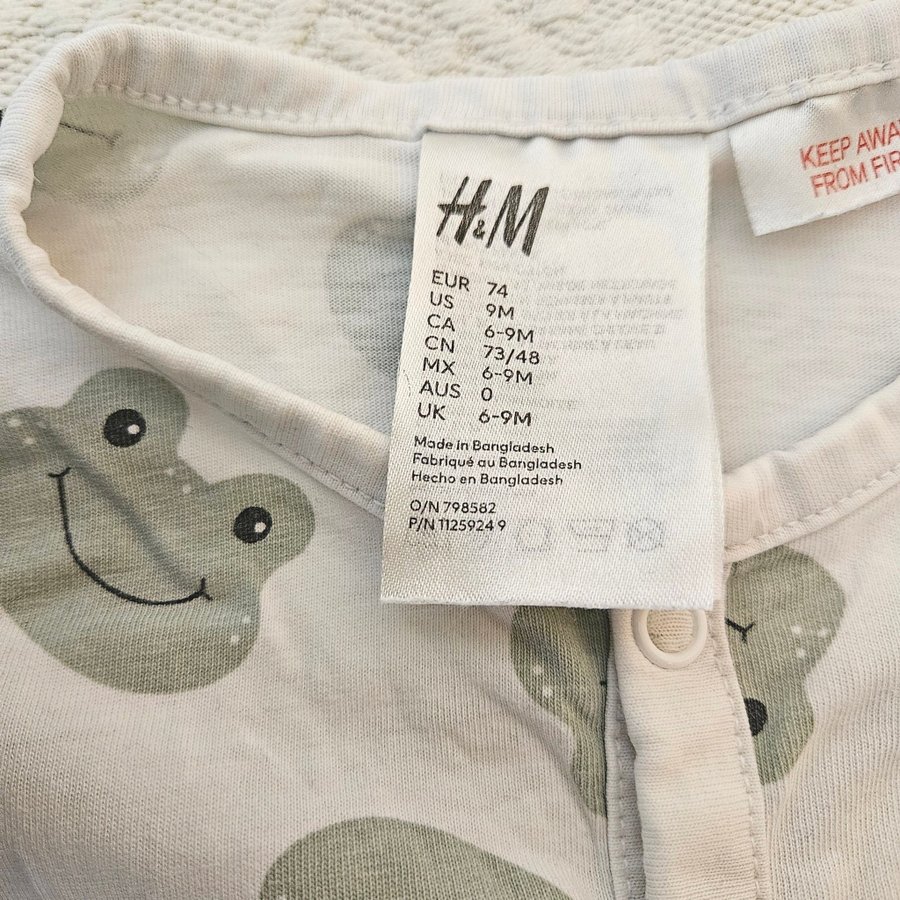 H&M
EUR 74
US 9M
CA 6-9M
CN 73/48
MX 6-9M
AUS 0
UK 6-9M
Made in Bangladesh
Fabriqué au Bangladesh
Hecho en Bangladesh
O/N 798582
P/N 1125924 9
KEEP AWA
FROM FIR